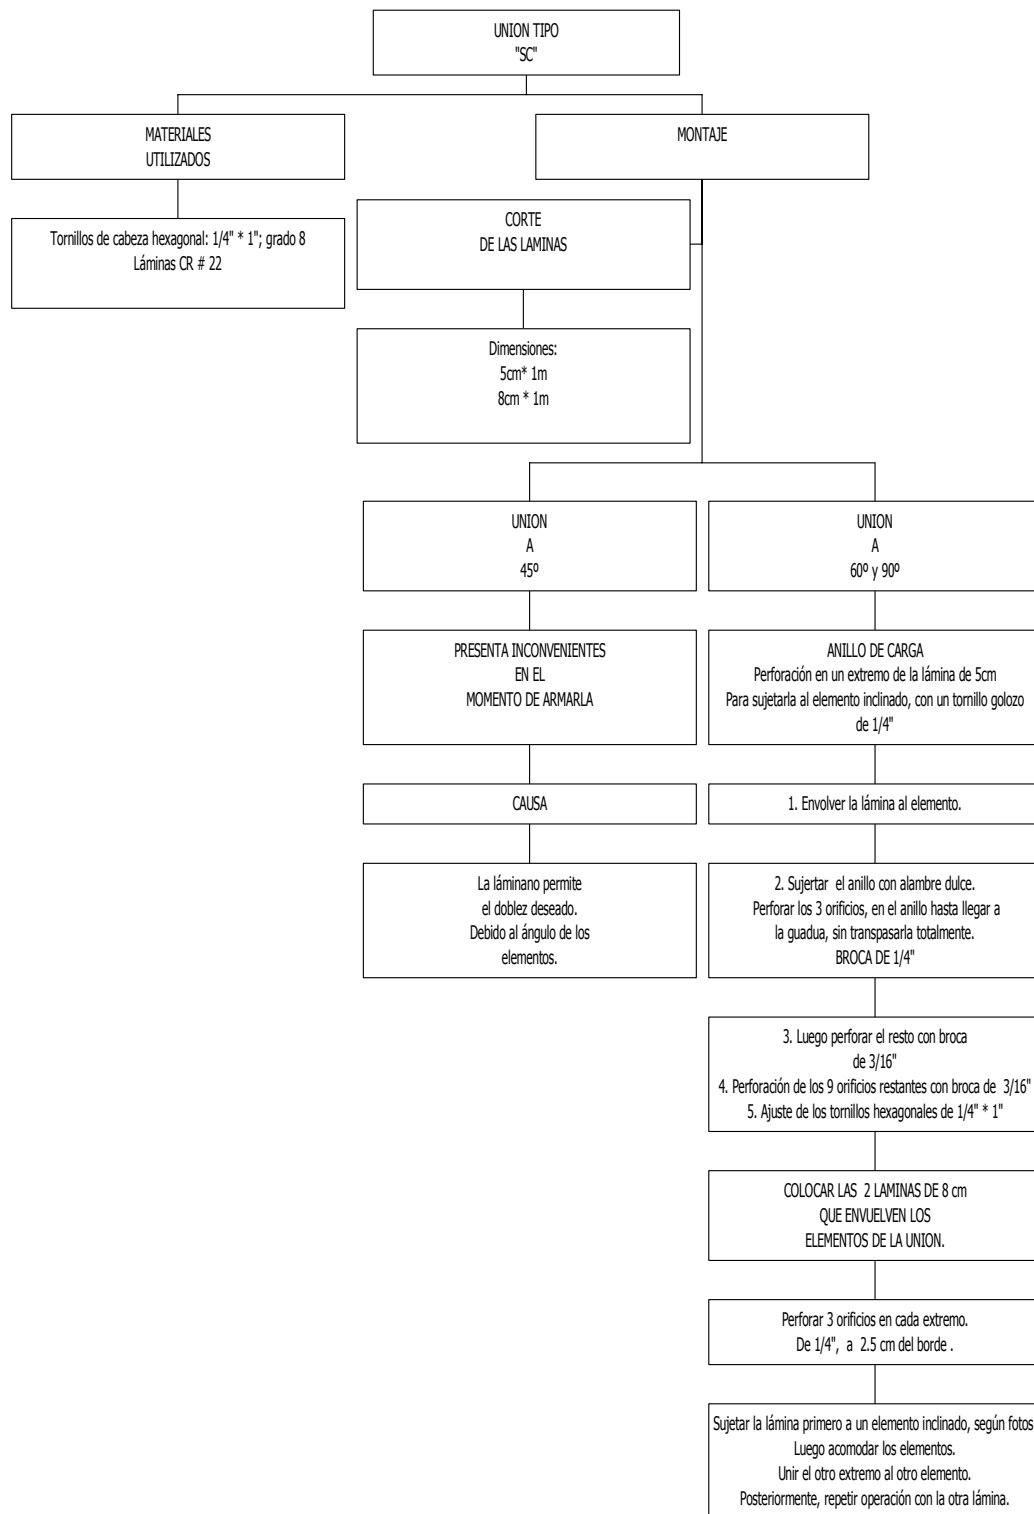 UNION TIPO
"SC"
MATERIALES
UTILIZADOS
MONTAJE
Tornillos de cabeza hexagonal: 1/4" * 1"; grado 8
Láminas CR # 22
CORTE
DE LAS LAMINAS
Dimensiones:
5cm* 1m
8cm * 1m
UNION
A
45º
PRESENTA INCONVENIENTES
EN EL
MOMENTO DE ARMARLA
CAUSA
La láminano permite
el doblez deseado.
Debido al ángulo de los
elementos.
UNION
A
60º y 90º
ANILLO DE CARGA
Perforación en un extremo de la lámina de 5cm
Para sujetarla al elemento inclinado, con un tornillo golozo
de 1/4"
1. Envolver la lámina al elemento.
2. Sujertar el anillo con alambre dulce.
Perforar los 3 orificios, en el anillo hasta llegar a
la guadua, sin transpasarla totalmente.
BROCA DE 1/4"
3. Luego perforar el resto con broca
de 3/16"
4. Perforación de los 9 orificios restantes con broca de 3/16"
5. Ajuste de los tornillos hexagonales de 1/4" * 1"
COLOCAR LAS 2 LAMINAS DE 8 cm
QUE ENVUELVEN LOS
ELEMENTOS DE LA UNION.
Perforar 3 orificios en cada extremo.
De 1/4", a 2.5 cm del borde .
Sujetar la lámina primero a un elemento inclinado, según fotos
Luego acomodar los elementos.
Unir el otro extremo al otro elemento.
Posteriormente, repetir operación con la otra lámina.